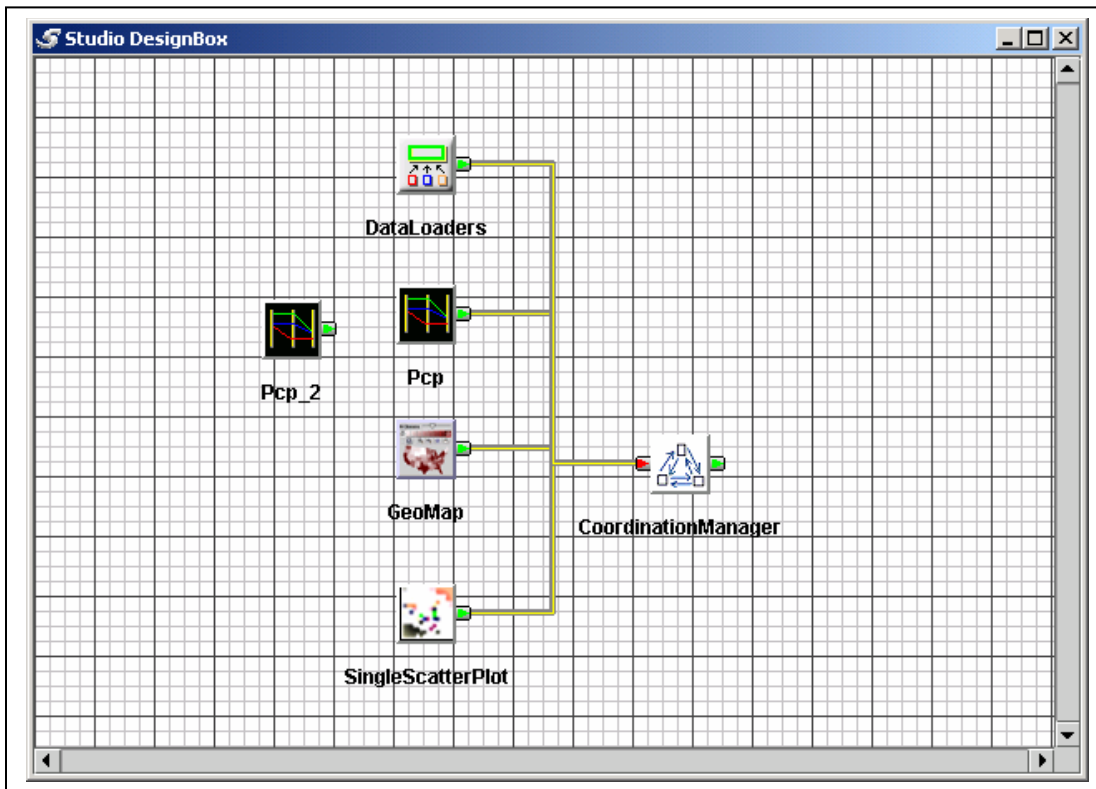 Studio DesignBox
DataLoaders
Pcp
Pcp_2
GeoMap
CoordinationManager
SingleScatterPlot